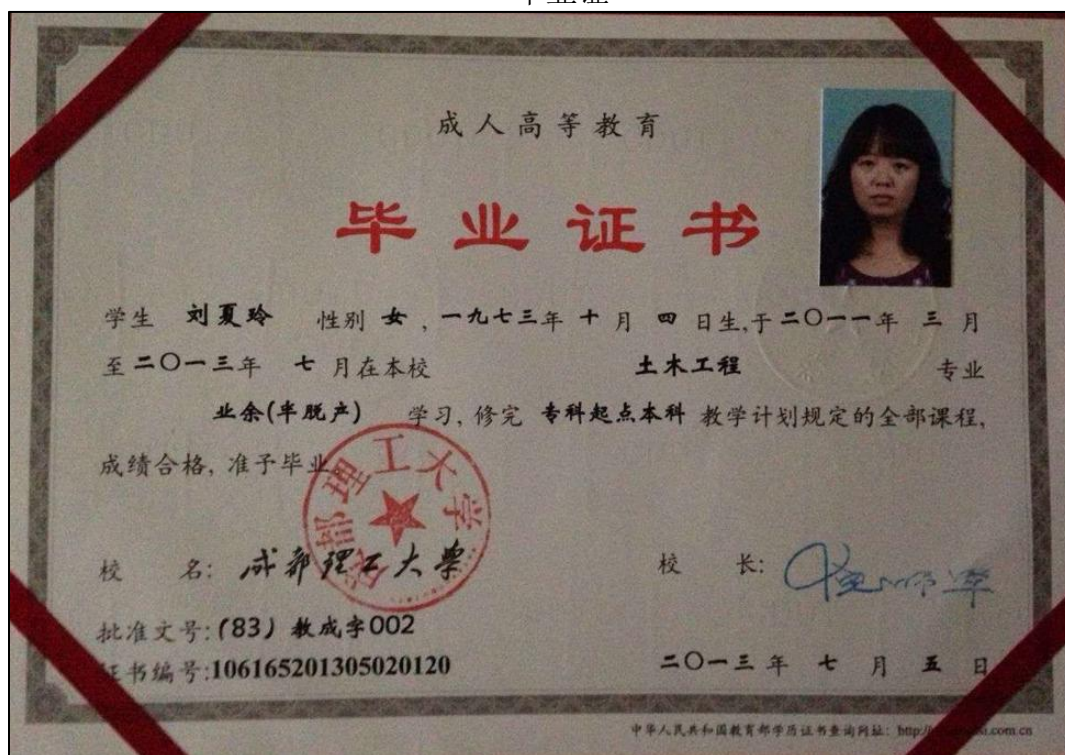 毕业证
成人高等教育
毕业证书
学生 刘夏玲 性别 女 , 一九七三年 十 月 四 日生,于二〇一一年 三 月
至二〇一三年 七 月在本校 土木工程 专业
业余(半脱产) 学习, 修完 专科起点本科 教学计划规定的全部课程,
成绩合格, 准予毕业
成都理工大学
校 名: 成都理工大学 校 长:
批准文号:(83)教成字002
证书编号:106165201305020120 二〇一三年 七 月 五 日
中华人民共和国教育部学历证书查询网址: http://
.com.cn